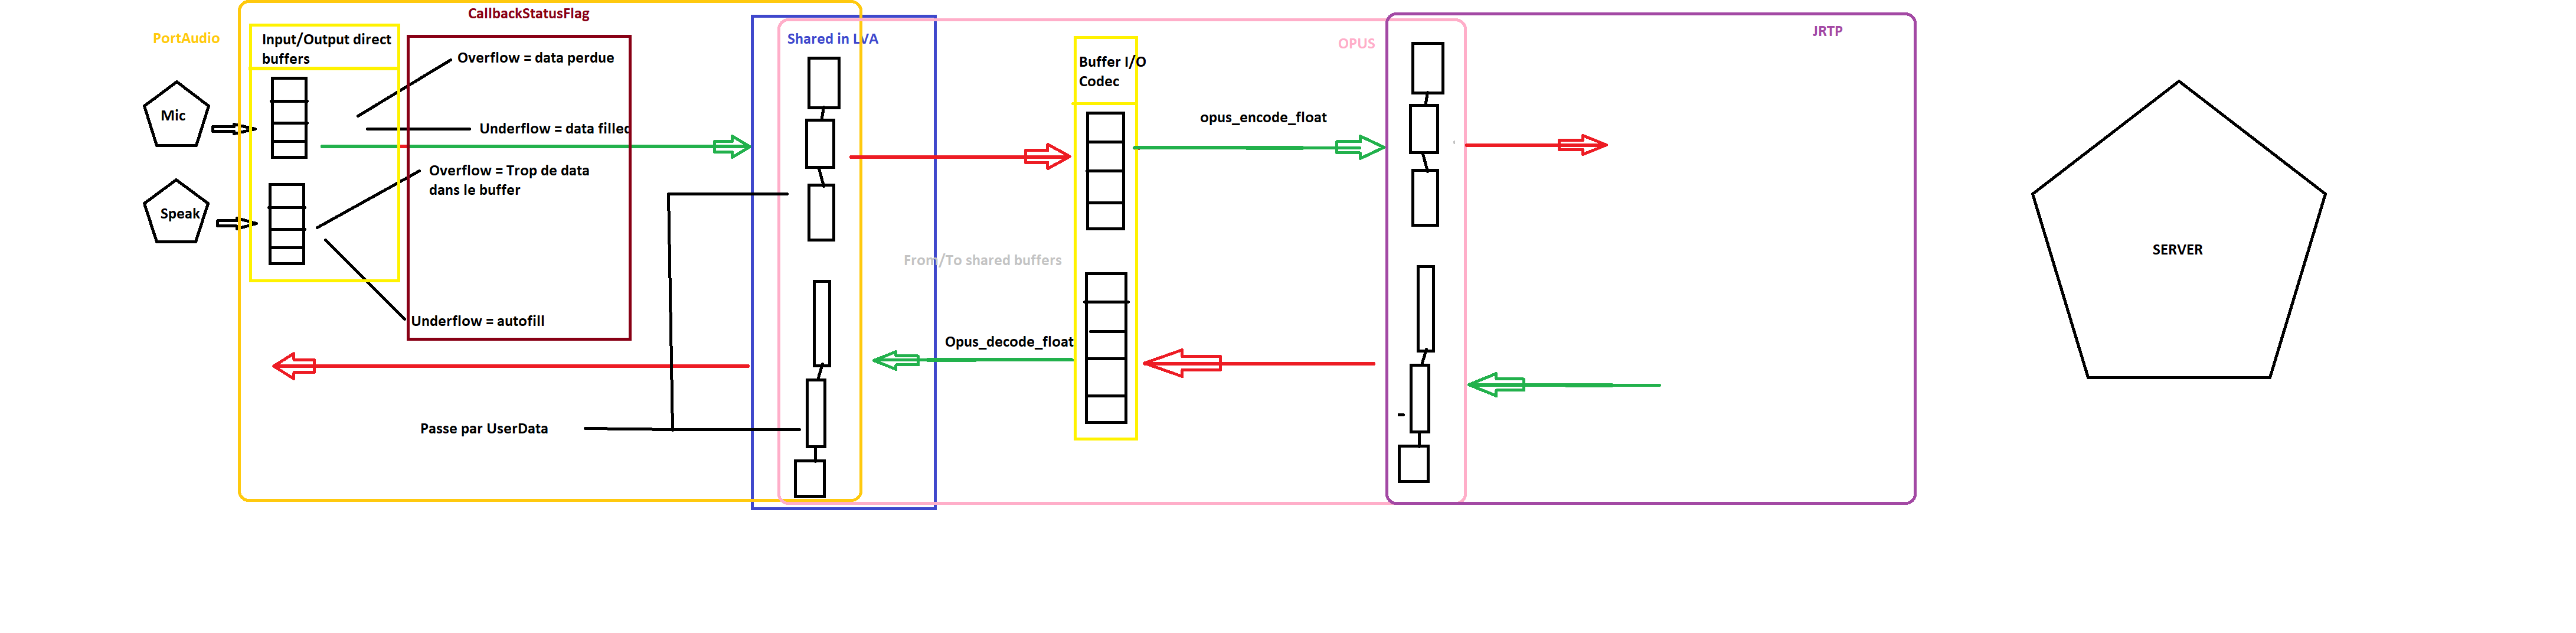 CallbackStatusFlag
PortAudio
Input/Output direct
buffers
Overflow = data perdue
Mic
Underflow = data filled
Overflow = Trop de data
dans le buffer
Speak
Underflow = autofill
Passe par UserData
Shared in LVA
From/To shared buffers
Buffer I/O
Codec
Opus_decode_float
opus_encode_float
OPUS
JRTP
SERVER